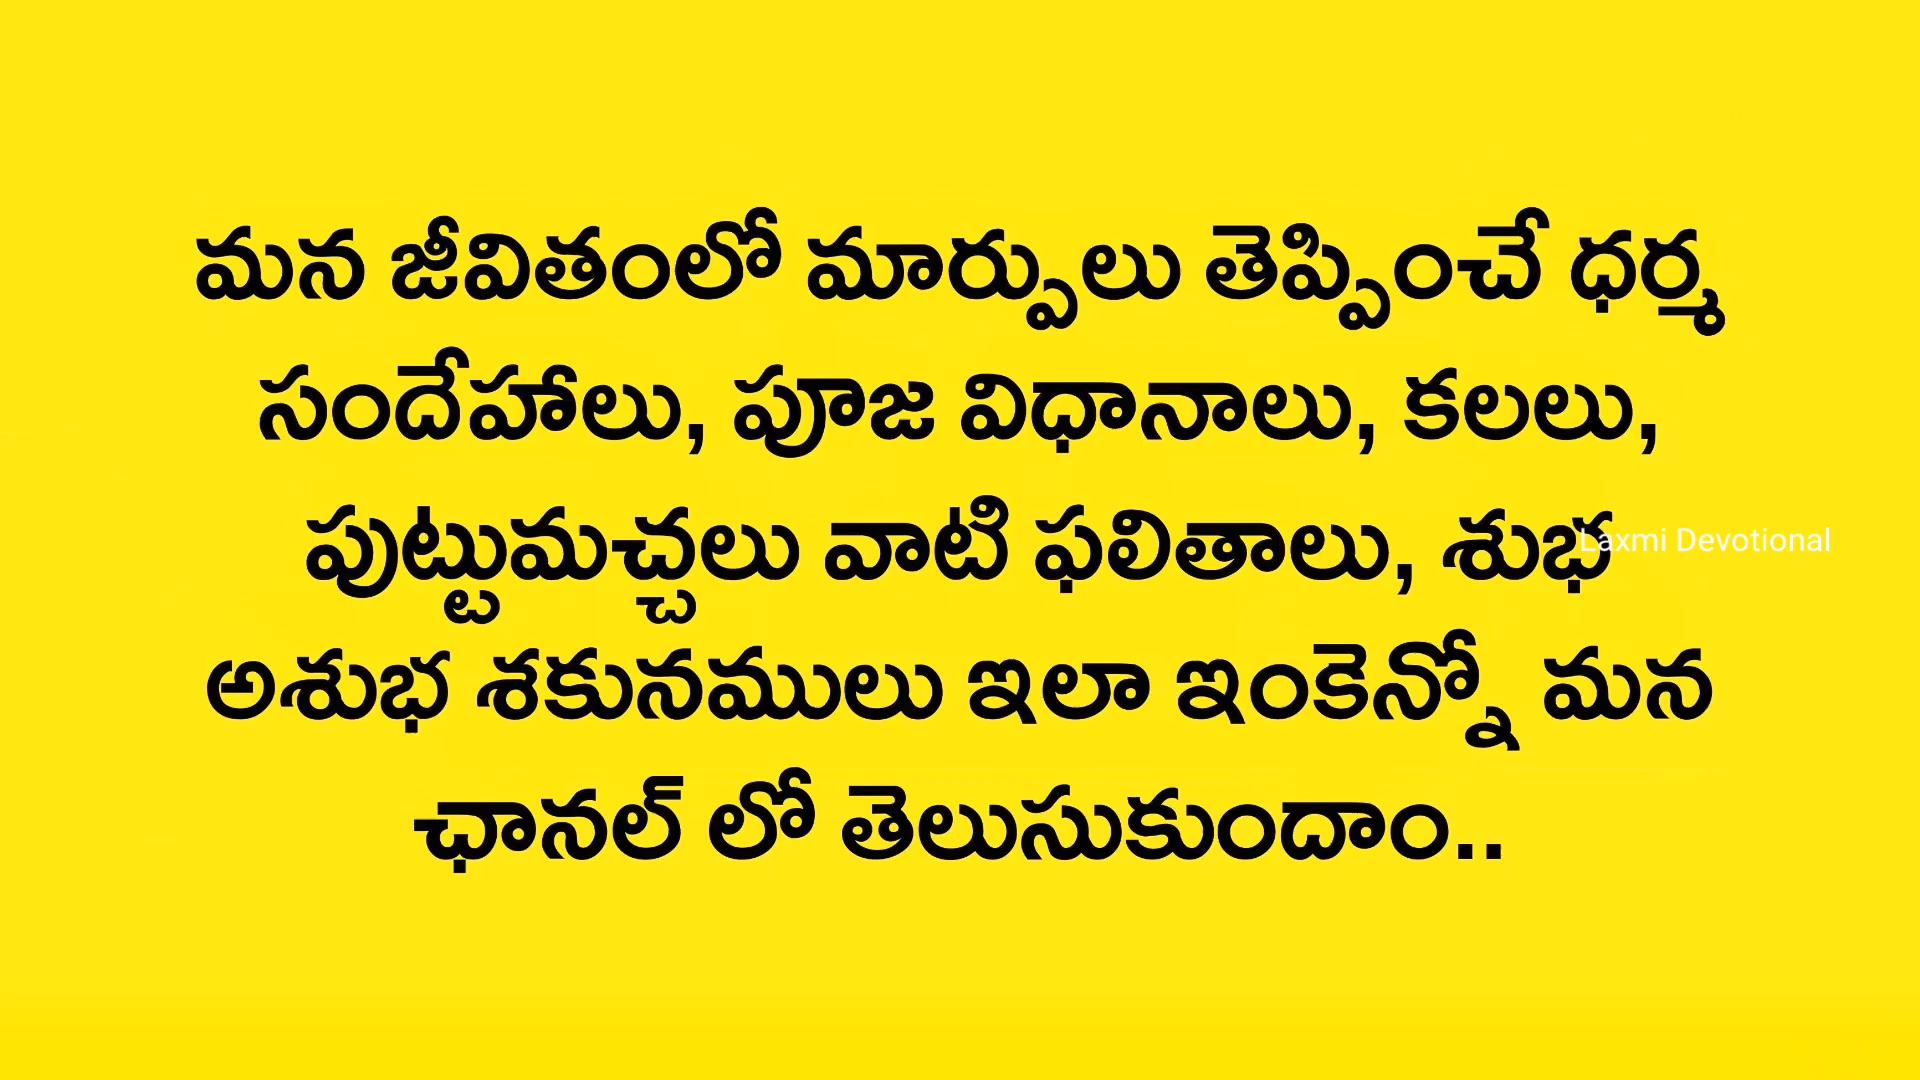 మన జీవితంలో మార్పులు తెప్పించే ధర్మ
సందేహాలు, పూజ విధానాలు, కలలు,
పుట్టుమచ్చలు వాటి ఫలితాలు, శుభ
Laxmi Devotional
అశుభ శకునములు ఇలా ఇంకెన్నో మన
ఛానల్ లో తెలుసుకుందాం..